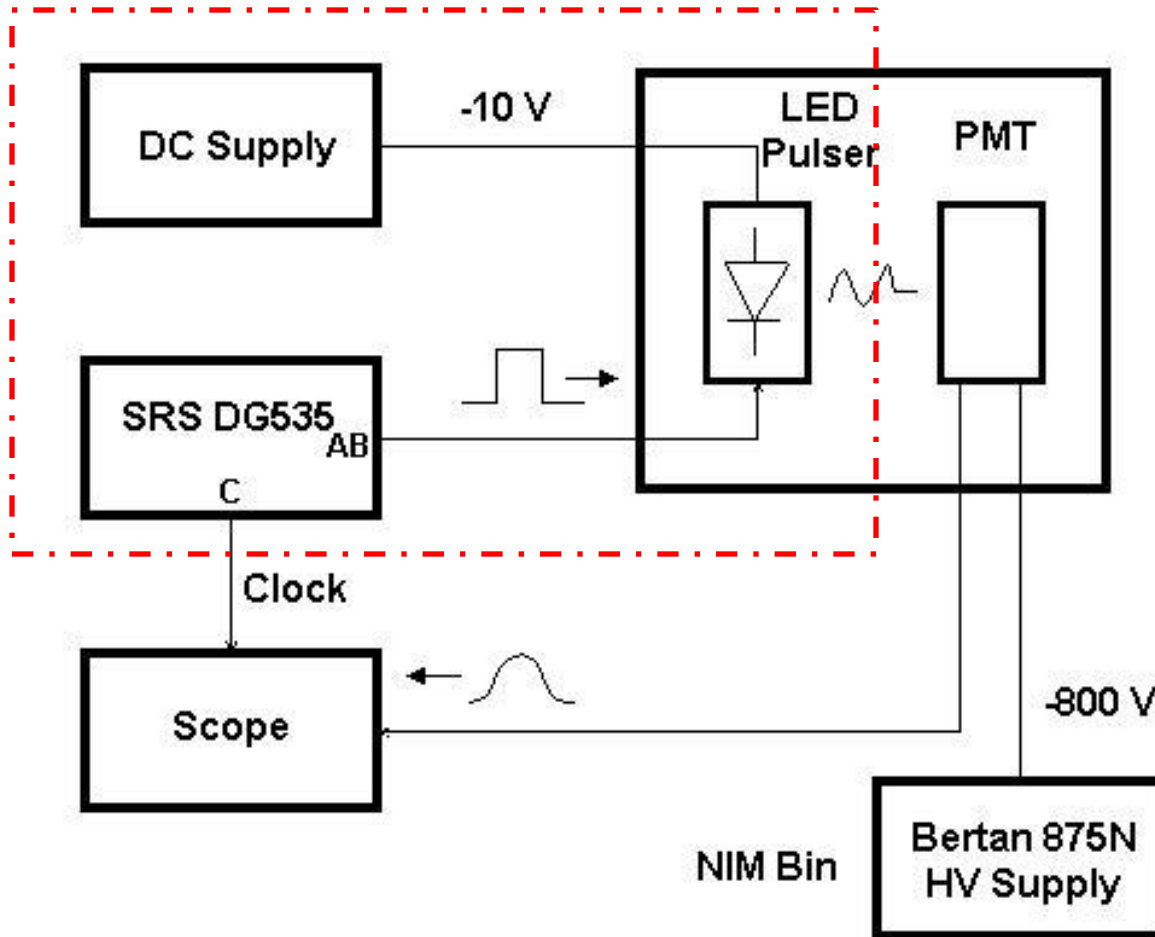 DC Supply
-10 V
LED
Pulser
PMT
SRS DG535
AB
C
Clock
Scope
-800 V
NIM Bin
Bertan 875N
HV Supply